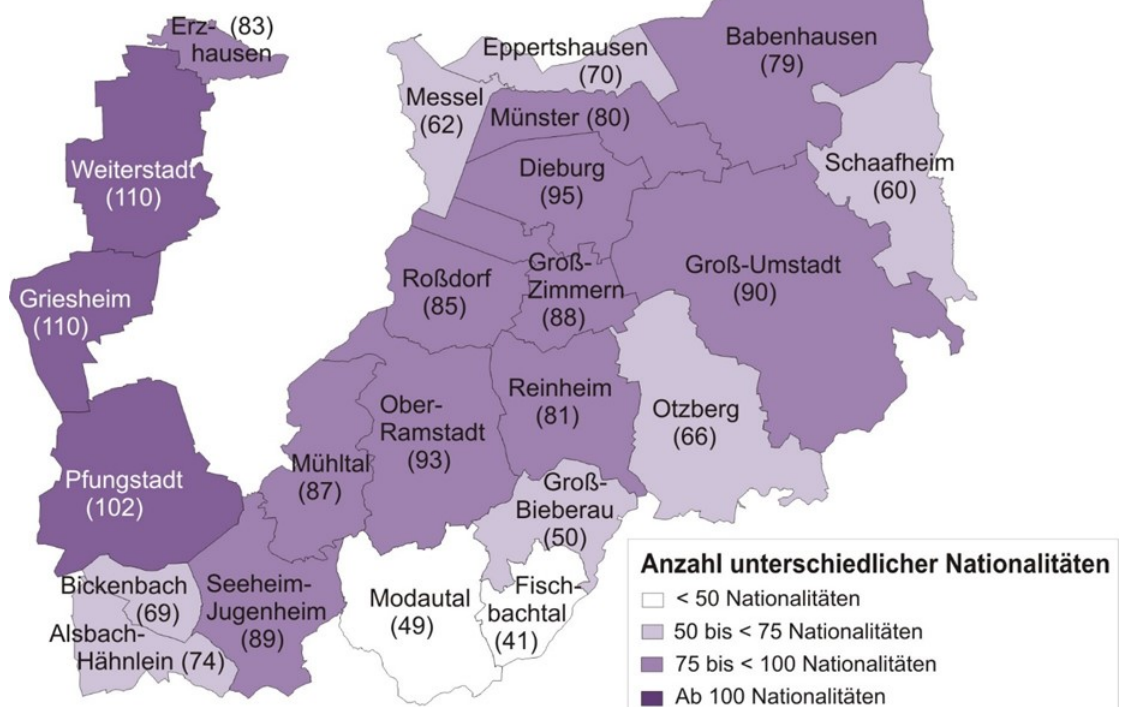 Erz- (83)
hausen
Eppertshausen
(70)
Babenhausen
(79)
Messel
(62)
Münster (80)
Weiterstadt
(110)
Dieburg
(95)
Schaafheim
(60)
Griesheim
(110)
Roßdorf
(85)
Groß-
Zimmern
(88)
Groß-Umstadt
(90)
Ober-
Ramstadt
(93)
Reinheim
(81)
Otzberg
(66)
Pfungstadt
(102)
Mühltal
(87)
Groß-
Bieberau
(50)
Bickenbach
(69)
Seeheim-
Jugenheim
(89)
Modautal
(49)
Fisch-
bachtal
(41)
Alsbach-
Hähnlein (74)
Anzahl unterschiedlicher Nationalitäten
< 50 Nationalitäten
50 bis < 75 Nationalitäten
75 bis < 100 Nationalitäten
Ab 100 Nationalitäten